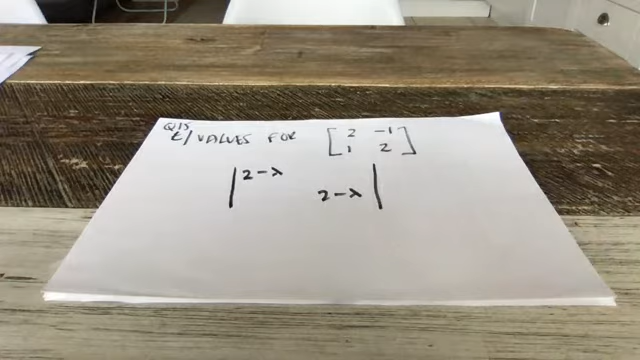 Q15
E/VALUES FOR [2 -1
1 2]
|2-λ
2-λ|